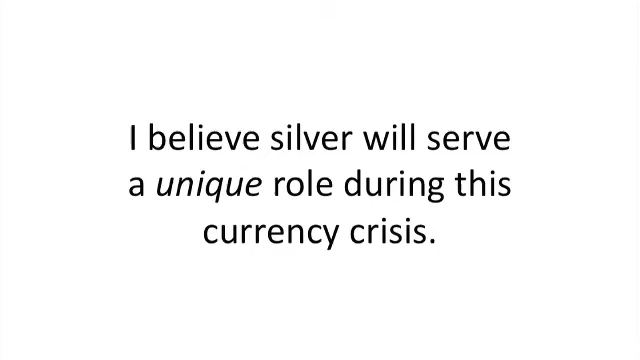 I believe silver will serve
a unique role during this
currency crisis.